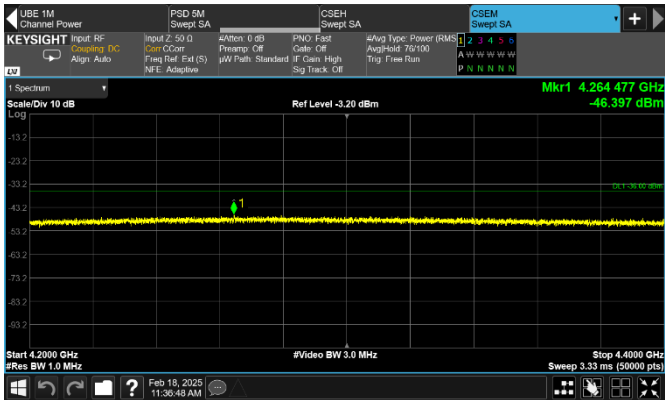 UBE 1M
Channel Power
PSD 5M
Swept SA
CSEH
Swept SA
CSEM
Swept SA
KEYSIGHT
Input: RF
Coupling: DC
Align: Auto
Input Z: 50 Ω
Corr CCorr
Freq Ref: Ext (S)
NFE: Adaptive
#Atten: 0 dB
Preamp: Off
µW Path: Standard
PNO: Fast
Gate: Off
IF Gain: High
Sig Track: Off
#Avg Type: Power (RMS
Avg|Hold: 76/100
Trig: Free Run
1 2 3 4 5 6
A W W W W W
P N N N N N
LXI
1 Spectrum
Scale/Div 10 dB
Ref Level -3.20 dBm
Mkr1 4.264 477 GHz
-46.397 dBm
Log
-13.2
-23.2
-33.2
DL1 -36.00 dBm
1
-43.2
-53.2
-63.2
-73.2
-83.2
-93.2
Start 4.2000 GHz
#Video BW 3.0 MHz
Stop 4.4000 GHz
#Res BW 1.0 MHz
Sweep 3.33 ms (50000 pts)
Feb 18, 2025
11:36:48 AM